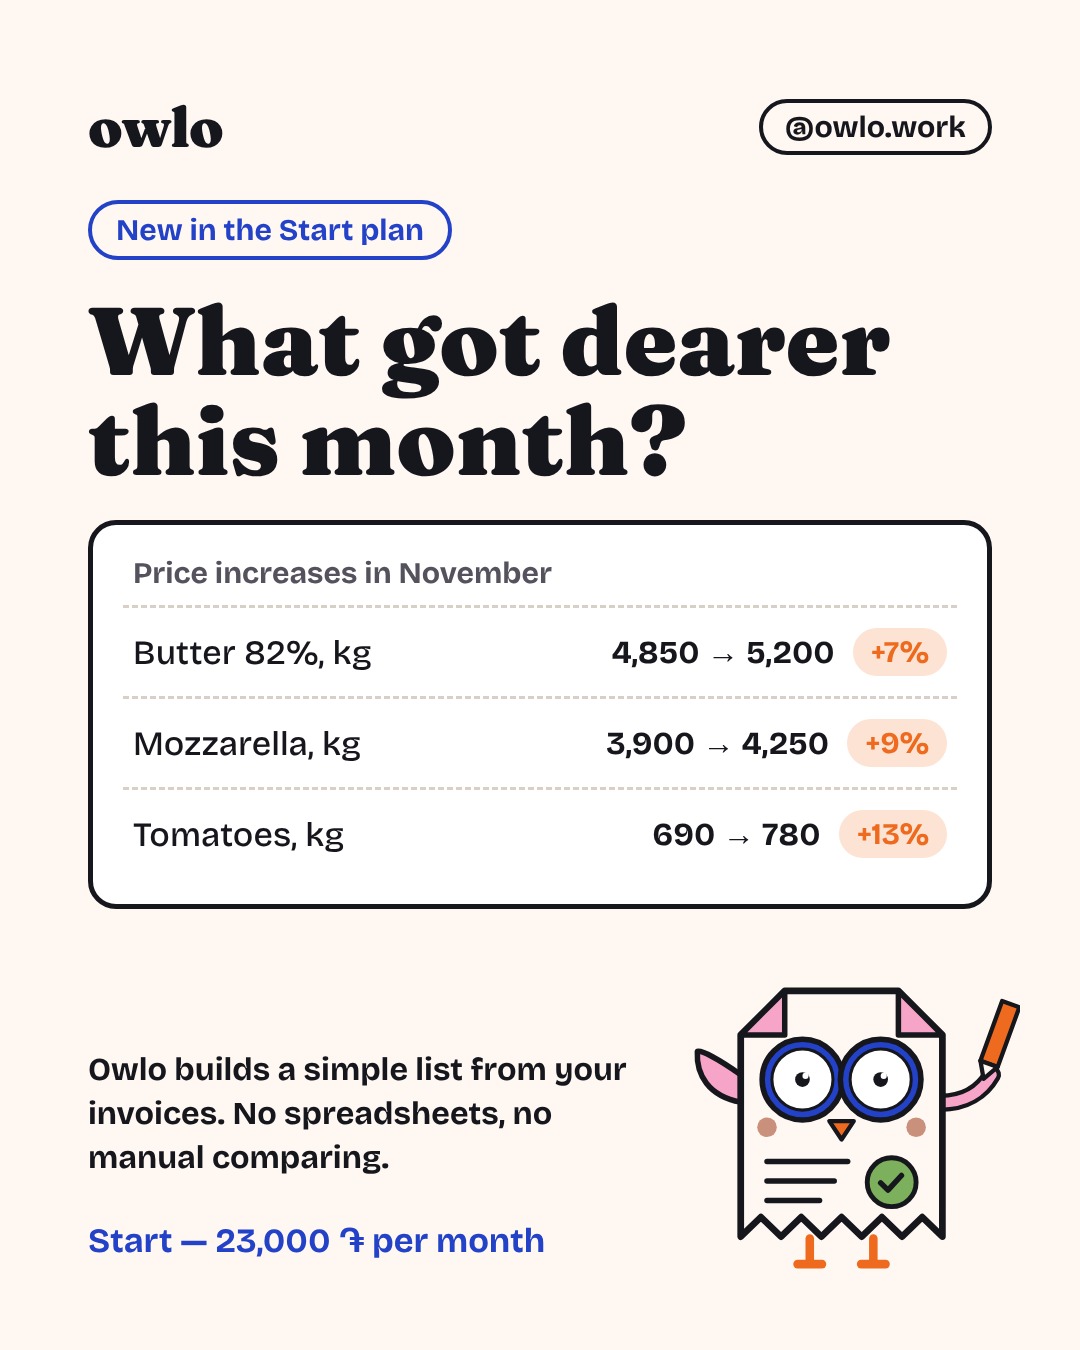 owlo
@owlo.work
New in the Start plan
What got dearer
this month?
Price increases in November
Butter 82%, kg 4,850 → 5,200 +7%
Mozzarella, kg 3,900 → 4,250 +9%
Tomatoes, kg 690 → 780 +13%
Owlo builds a simple list from your
invoices. No spreadsheets, no
manual comparing.
Start — 23,000 ֏ per month